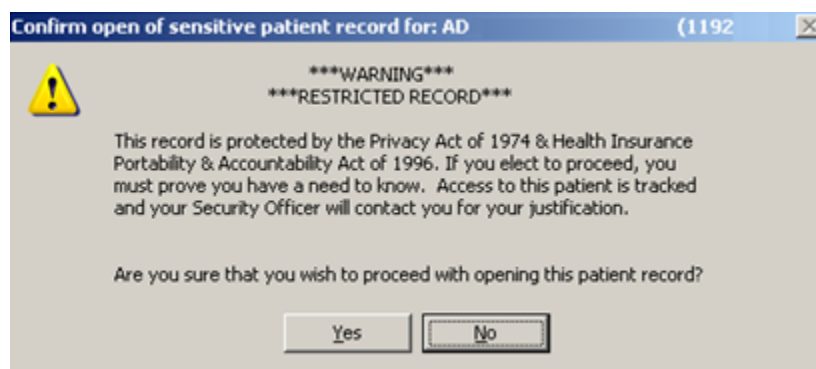 Confirm open of sensitive patient record for: AD (1192
***WARNING***
***RESTRICTED RECORD***
This record is protected by the Privacy Act of 1974 & Health Insurance
Portability & Accountability Act of 1996. If you elect to proceed, you
must prove you have a need to know. Access to this patient is tracked
and your Security Officer will contact you for your justification.
Are you sure that you wish to proceed with opening this patient record?
Yes No